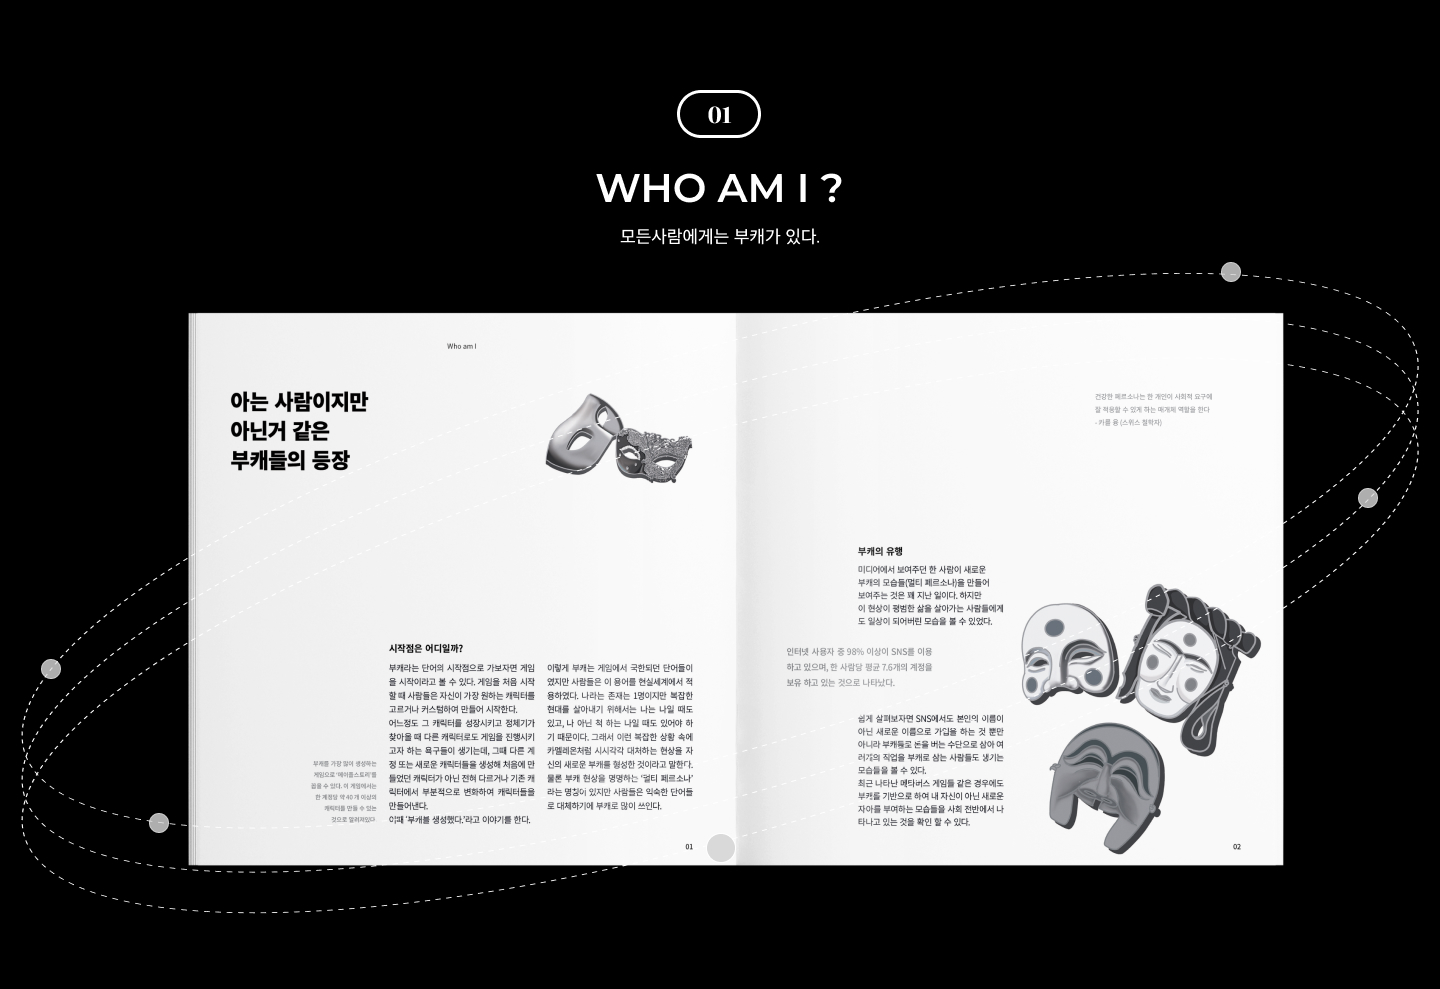 01
WHO AM I ?
모든사람에게는 부캐가 있다.
Who am I
아는 사람이지만
아닌거 같은
부캐들의 등장
시작점은 어디일까?
부캐라는 단어의 시작점으로 가보자면 게임
을 시작이라고 볼 수 있다. 게임을 처음 시작
할 때 사람들은 자신이 가장 원하는 캐릭터를
고르거나 커스텀하여 만들어 시작한다.
어느정도 그 캐릭터를 성장시키고 정체기가
찾아올 때 다른 캐릭터로도 게임을 진행시키
고자 하는 욕구들이 생기는데, 그때 다른 계
정 또는 새로운 캐릭터들을 생성해 처음에 만
들었던 캐릭터가 아닌 전혀 다르거나 기존 캐
릭터에서 부분적으로 변화하여 캐릭터들을
만들어낸다.
이때 '부캐를 생성했다.'라고 이야기를 한다.
이렇게 부캐는 게임에서 국한되던 단어들이
였지만 사람들은 이 용어를 현실세계에서 적
용하였다. 나라는 존재는 1명이지만 복잡한
현대를 살아내기 위해서는 나는 나일 때도
있고, 나 아닌 척 하는 나일 때도 있어야 하
기 때문이다. 그래서 이런 복잡한 상황 속에
카멜레온처럼 시시각각 대처하는 현상을 자
신의 새로운 부캐를 형성한 것이라고 말한다.
물론 부캐 현상을 명명하는 '멀티 페르소나'
라는 명칭이 있지만 사람들은 익숙한 단어들
로 대체하기에 부캐로 많이 쓰인다.
부캐를 가장 많이 생성하는
게임으로 '메이플스토리'를
꼽을 수 있다. 이 게임에서는
한 계정당 약 40 개 이상의
캐릭터를 만들 수 있는
것으로 알려져있다
01
건강한 페르소나는 한 개인이 사회적 요구에
잘 적응할 수 있게 하는 매개체 역할을 한다
- 카를 융 (스위스 철학자)
부캐의 유행
미디어에서 보여주던 한 사람이 새로운
부캐의 모습들(멀티 페르소나)을 만들어
보여주는 것은 꽤 지난 일이다. 하지만
이 현상이 평범한 삶을 살아가는 사람들에게
도 일상이 되어버린 모습을 볼 수 있었다.
인터넷 사용자 중 98% 이상이 SNS를 이용
하고 있으며, 한 사람당 평균 7.6개의 계정을
보유 하고 있는 것으로 나타났다.
쉽게 살펴보자면 SNS에서도 본인의 이름이
아닌 새로운 이름으로 가입을 하는 것 뿐만
아니라 부캐들로 돈을 버는 수단으로 삼아 여
러개의 직업을 부캐로 삼는 사람들도 생기는
모습들을 볼 수 있다.
최근 나타난 메타버스 게임들 같은 경우에도
부캐를 기반으로 하여 내 자신이 아닌 새로운
자아를 부여하는 모습들을 사회 전반에서 나
타나고 있는 것을 확인 할 수 있다.
02